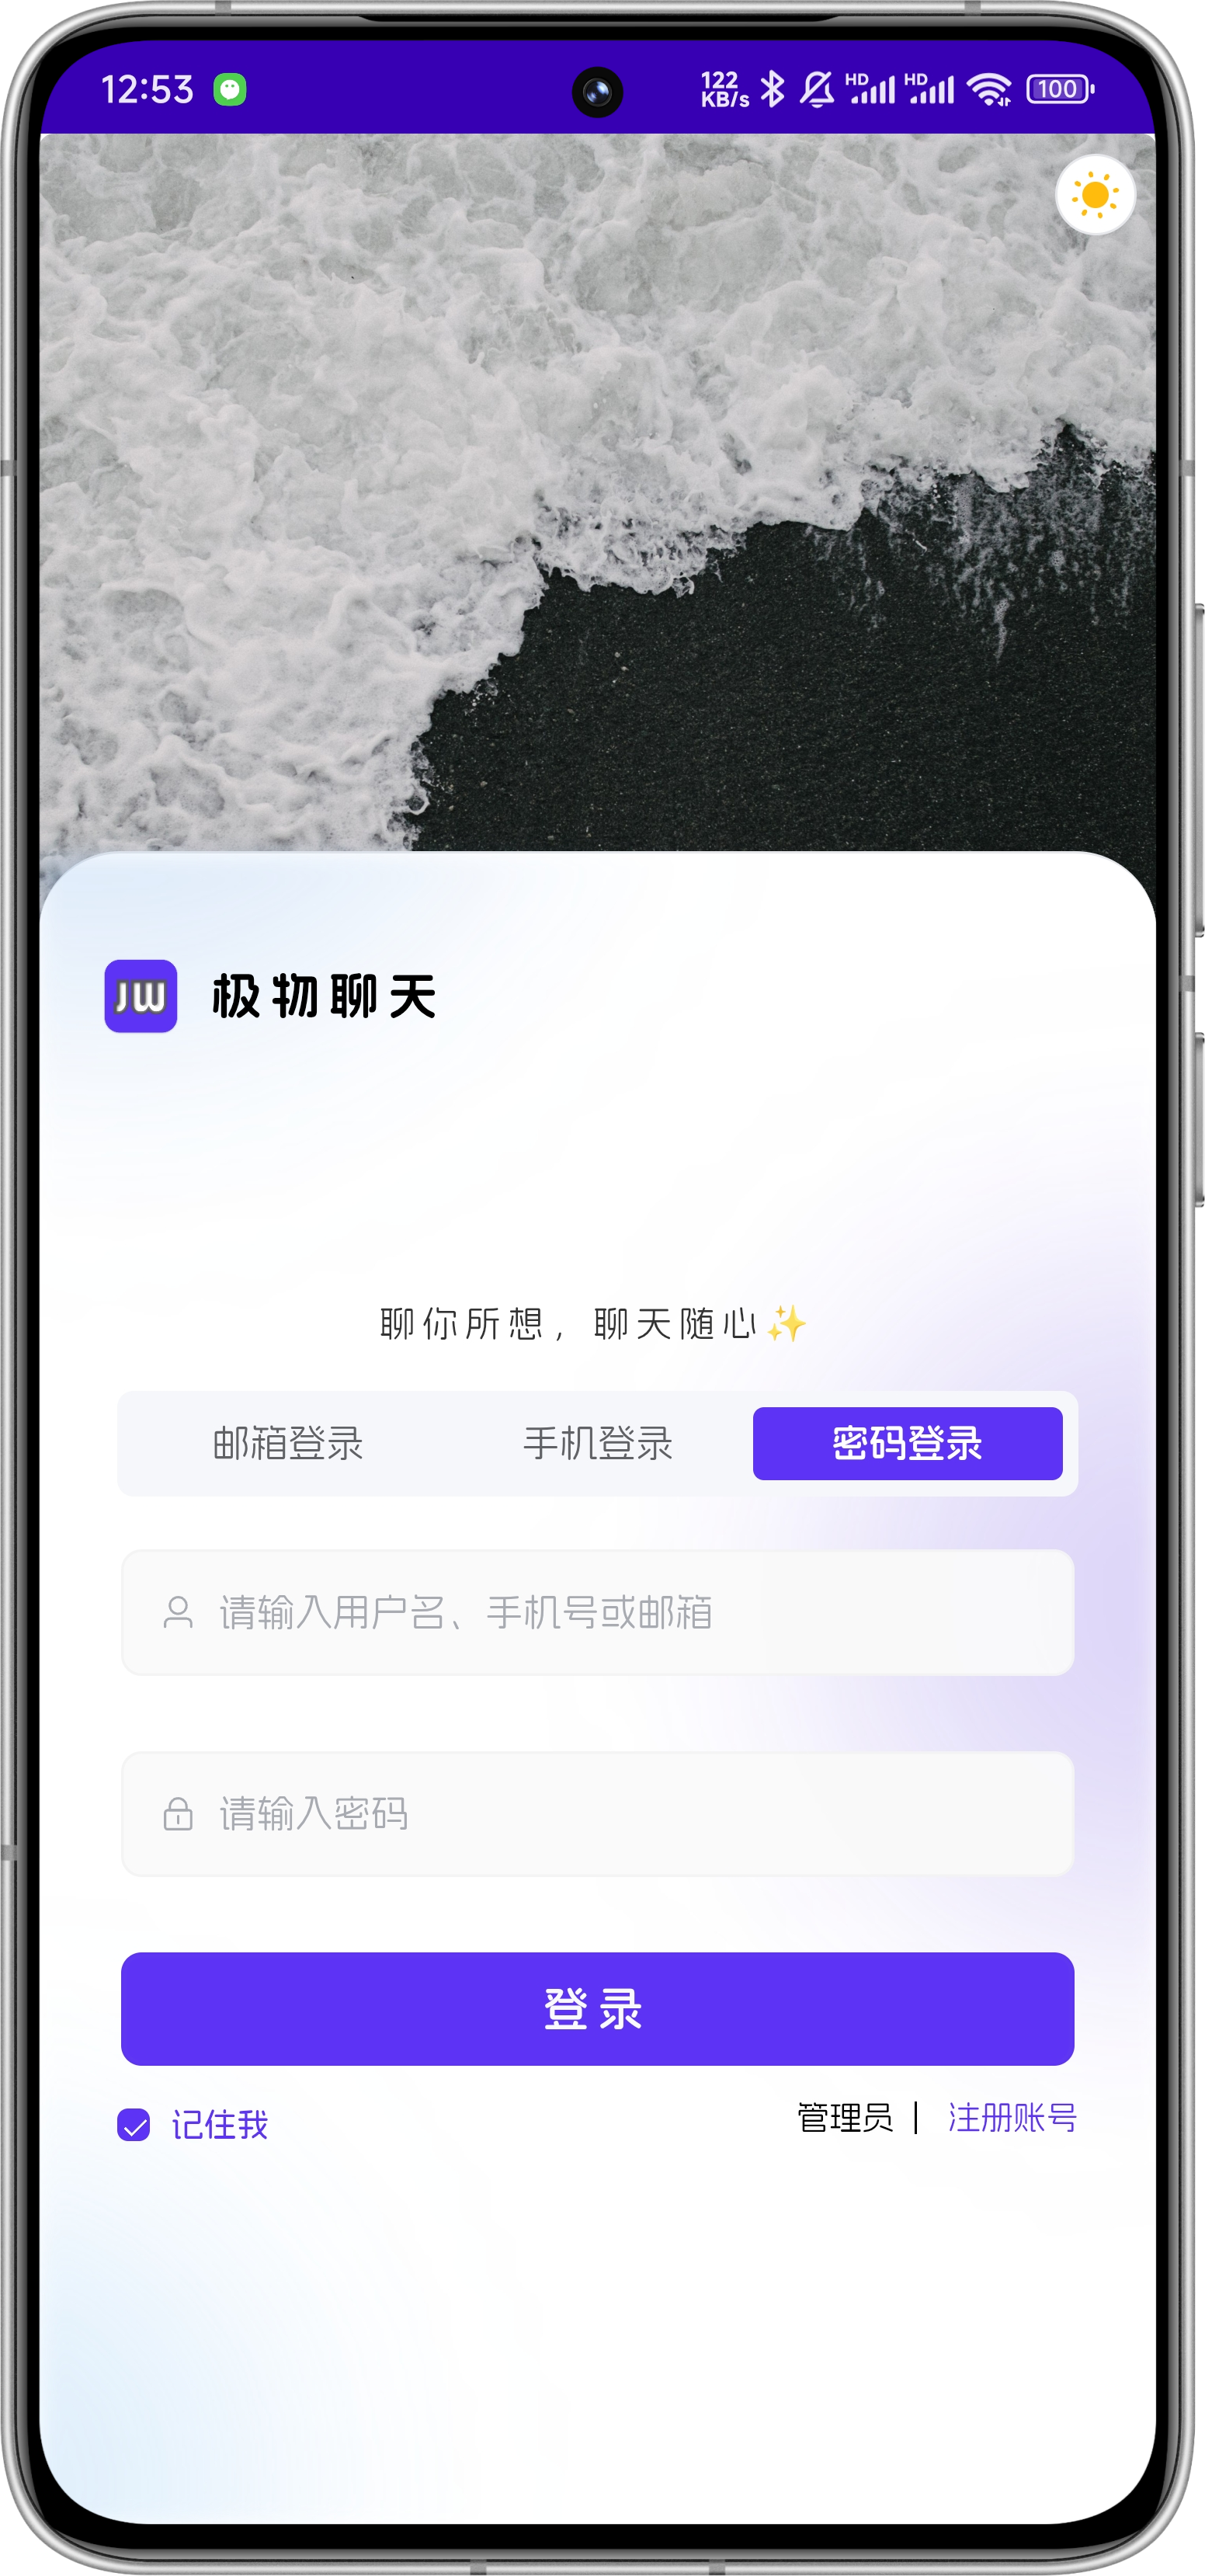 12:53
122 KB/s HD HD 100
JW 极物聊天
聊你所想，聊天随心✨
邮箱登录 手机登录 密码登录
请输入用户名、手机号或邮箱
请输入密码
登录
记住我 管理员 | 注册账号